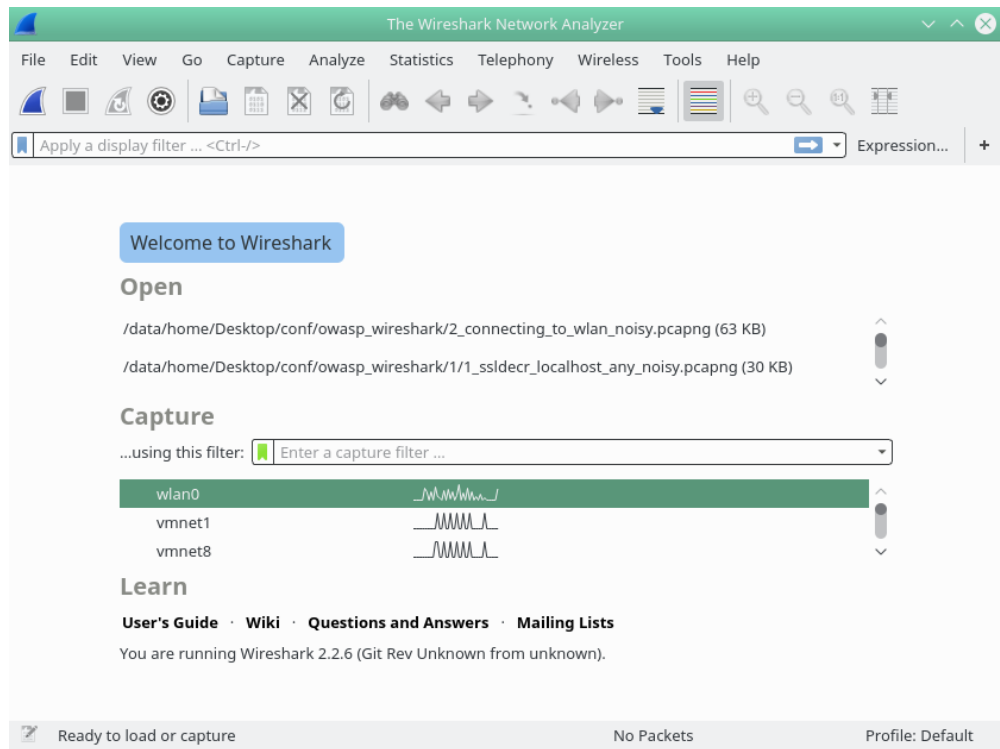 The Wireshark Network Analyzer
File Edit View Go Capture Analyze Statistics Telephony Wireless Tools Help
Apply a display filter ... <Ctrl-/> Expression... +
Welcome to Wireshark
Open
/data/home/Desktop/conf/owasp_wireshark/2_connecting_to_wlan_noisy.pcapng (63 KB)
/data/home/Desktop/conf/owasp_wireshark/1/1_ssldecr_localhost_any_noisy.pcapng (30 KB)
Capture
...using this filter: Enter a capture filter ...
wlan0
vmnet1
vmnet8
Learn
User's Guide · Wiki · Questions and Answers · Mailing Lists
You are running Wireshark 2.2.6 (Git Rev Unknown from unknown).
Ready to load or capture No Packets Profile: Default